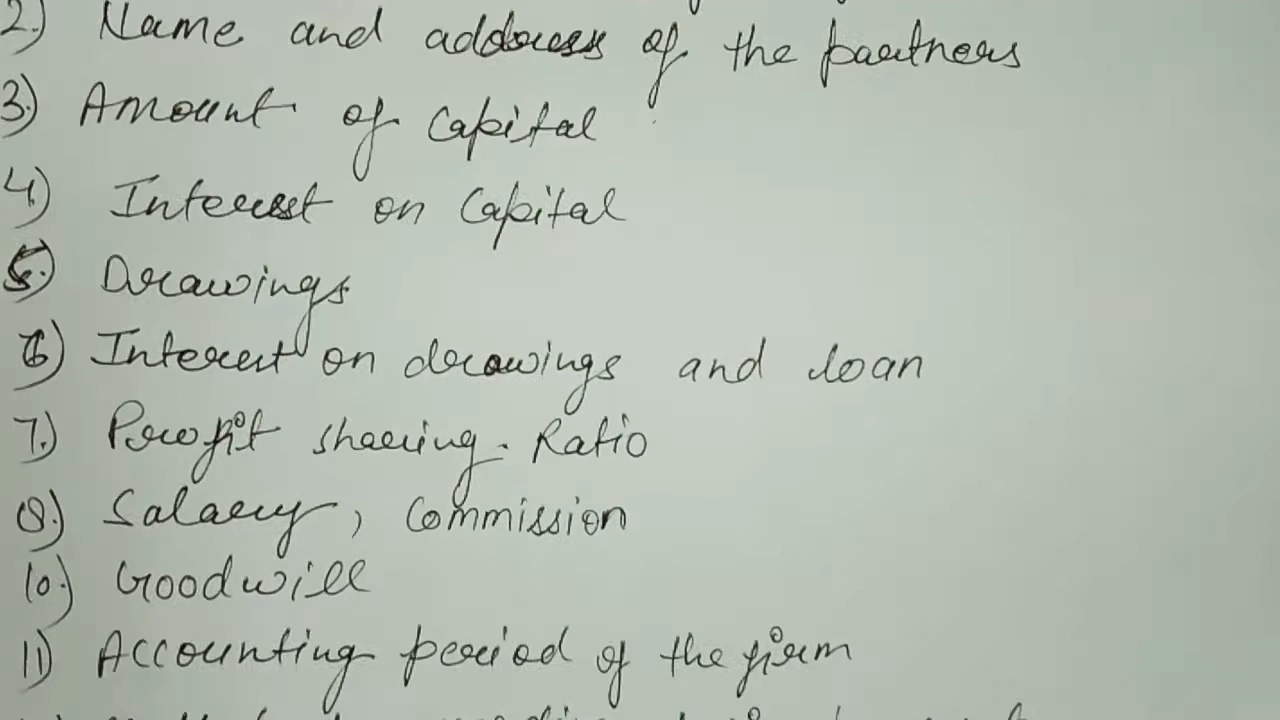 2.) Name and address of the partners
3.) Amount of Capital
4.) Interest on Capital
5.) Drawings
6.) Interest on drawings and loan
7.) Profit sharing Ratio
8.) Salary, Commission
10.) Goodwill
11) Accounting period of the firm